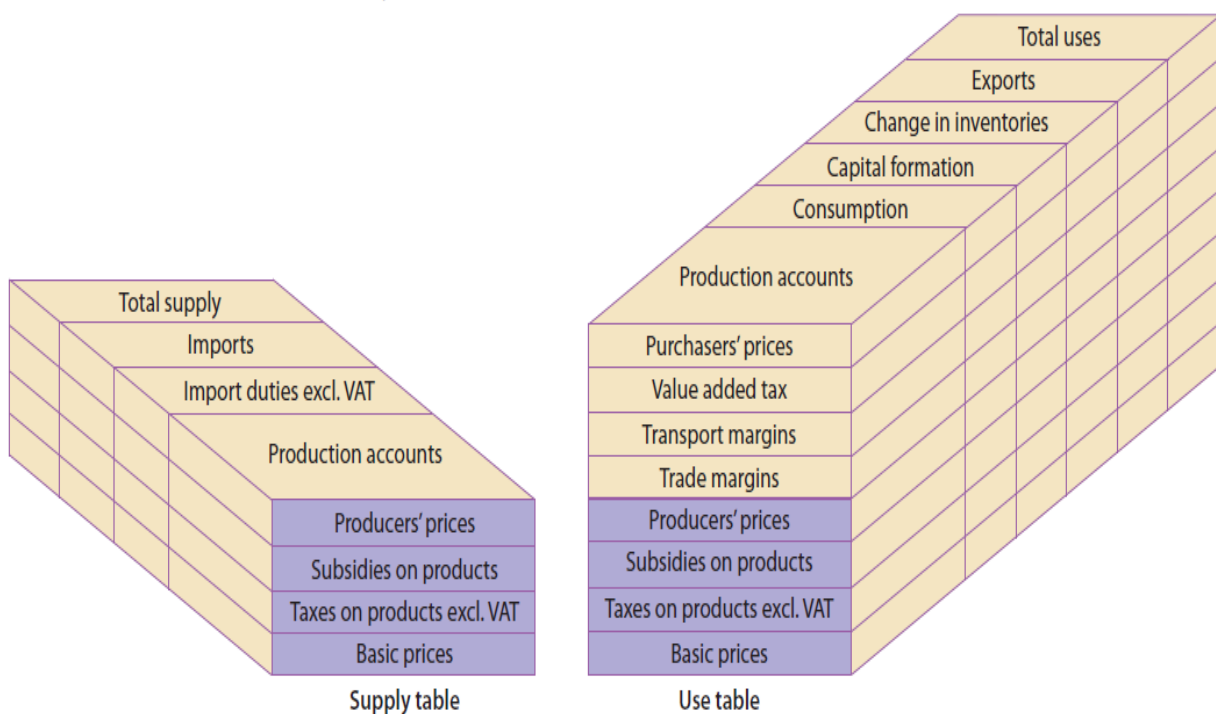 Total supply
Imports
Import duties excl. VAT
Production accounts
Producers’ prices
Subsidies on products
Taxes on products excl. VAT
Basic prices
Supply table
Total uses
Exports
Change in inventories
Capital formation
Consumption
Production accounts
Purchasers’ prices
Value added tax
Transport margins
Trade margins
Producers’ prices
Subsidies on products
Taxes on products excl. VAT
Basic prices
Use table